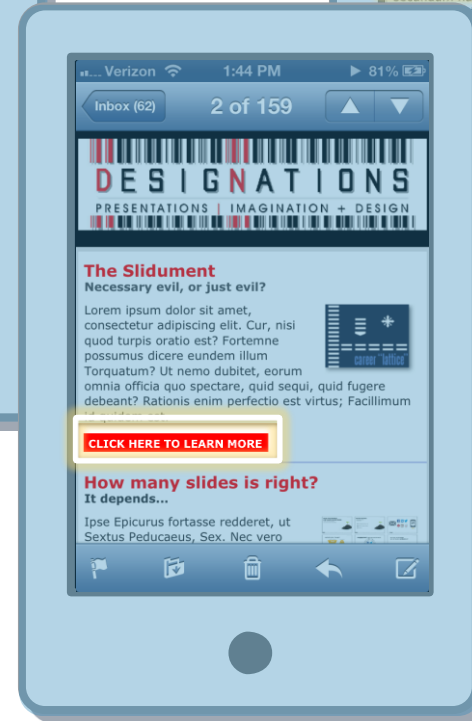 Verizon 1:44 PM 81%
Inbox (62) 2 of 159
DESIGNATIONS
PRESENTATIONS | IMAGINATION + DESIGN
The Slidument
Necessary evil, or just evil?
Lorem ipsum dolor sit amet,
consectetur adipiscing elit. Cur, nisi
quod turpis oratio est? Fortemne
possumus dicere eundem illum
Torquatum? Ut nemo dubitet, eorum
career "lattice"
omnia officia quo spectare, quid sequi, quid fugere
debeant? Rationis enim perfectio est virtus; Facillimum
id quidem est.
CLICK HERE TO LEARN MORE
How many slides is right?
It depends...
Ipse Epicurus fortasse redderet, ut
Sextus Peducaeus, Sex. Nec vero